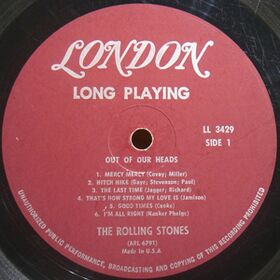 LONDON
LONG PLAYING
LL 3429
SIDE 1
OUT OF OUR HEADS
1. MERCY MERCY (Covay; Miller)
2. HITCH HIKE (Gaye; Stevenson; Paul)
3. THE LAST TIME (Jagger; Richard)
4. THAT'S HOW STRONG MY LOVE IS (Jamison)
5. GOOD TIMES (Cooke)
6. I'M ALL RIGHT (Nanker Phelge)
THE ROLLING STONES
(ARL 6791)
Made in U.S.A.
UNAUTHORIZED PUBLIC PERFORMANCE, BROADCASTING AND COPYING OF THIS RECORDING PROHIBITED